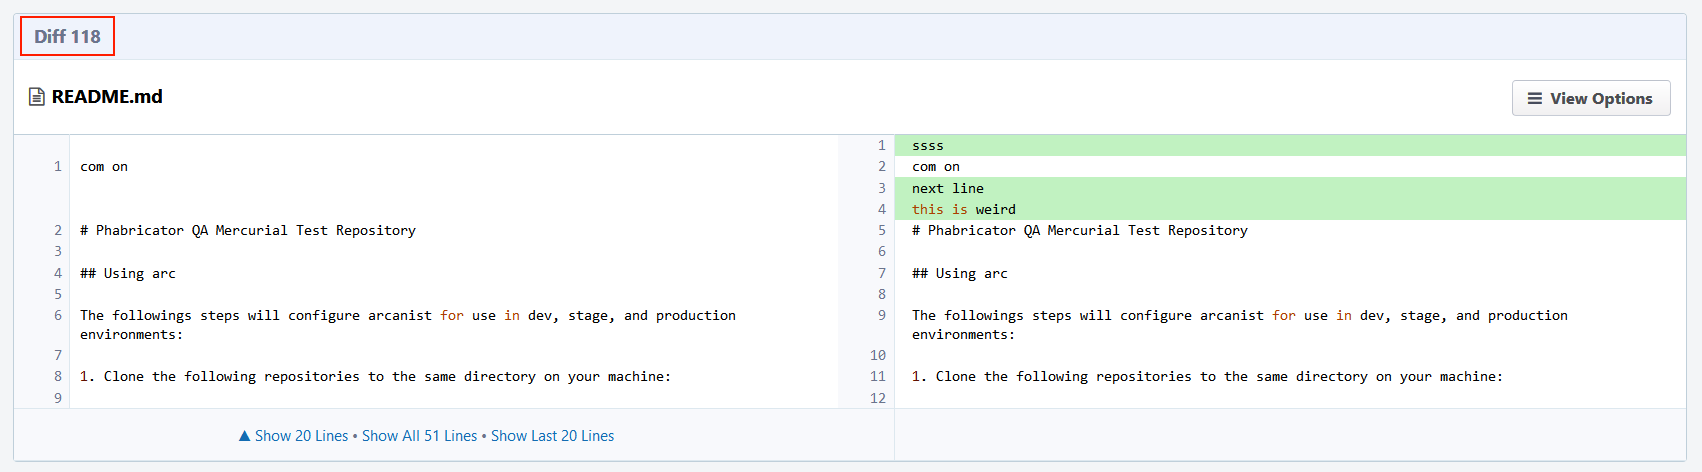 Diff 118
README.md
View Options
1 ssss
1 com on 2 com on
3 next line
4 this is weird
2 # Phabricator QA Mercurial Test Repository 5 # Phabricator QA Mercurial Test Repository
3 6
4 ## Using arc 7 ## Using arc
5 8
6 The followings steps will configure arcanist for use in dev, stage, and production 9 The followings steps will configure arcanist for use in dev, stage, and production
environments: environments:
7 10
8 1. Clone the following repositories to the same directory on your machine: 11 1. Clone the following repositories to the same directory on your machine:
9 12
▲ Show 20 Lines • Show All 51 Lines • Show Last 20 Lines